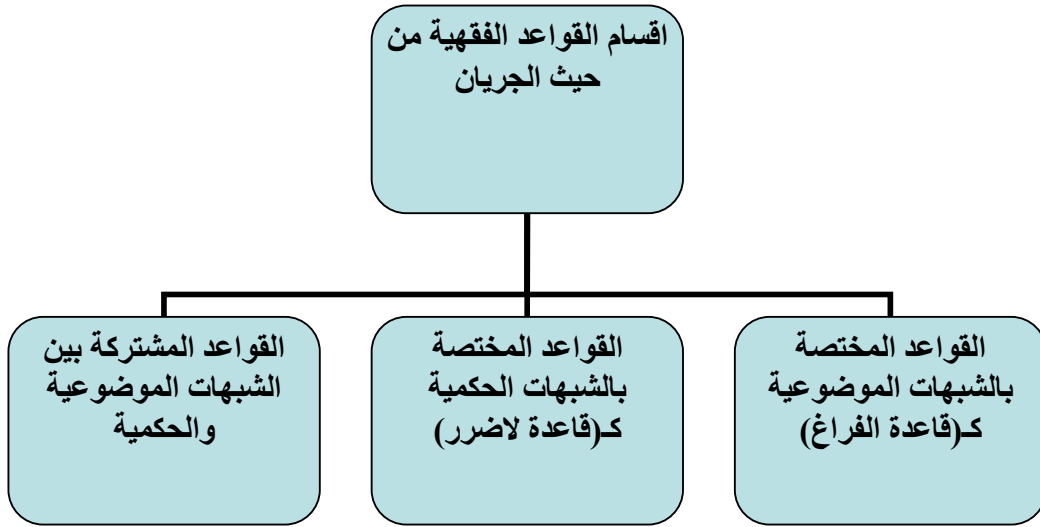 اقسام القواعد الفقهية من
حيث الجريان
القواعد المختصة
بالشبهات الموضوعية
كـ(قاعدة الفراغ)
القواعد المختصة
بالشبهات الحكمية
كـ(قاعدة لاضرر)
القواعد المشتركة بين
الشبهات الموضوعية
والحكمية